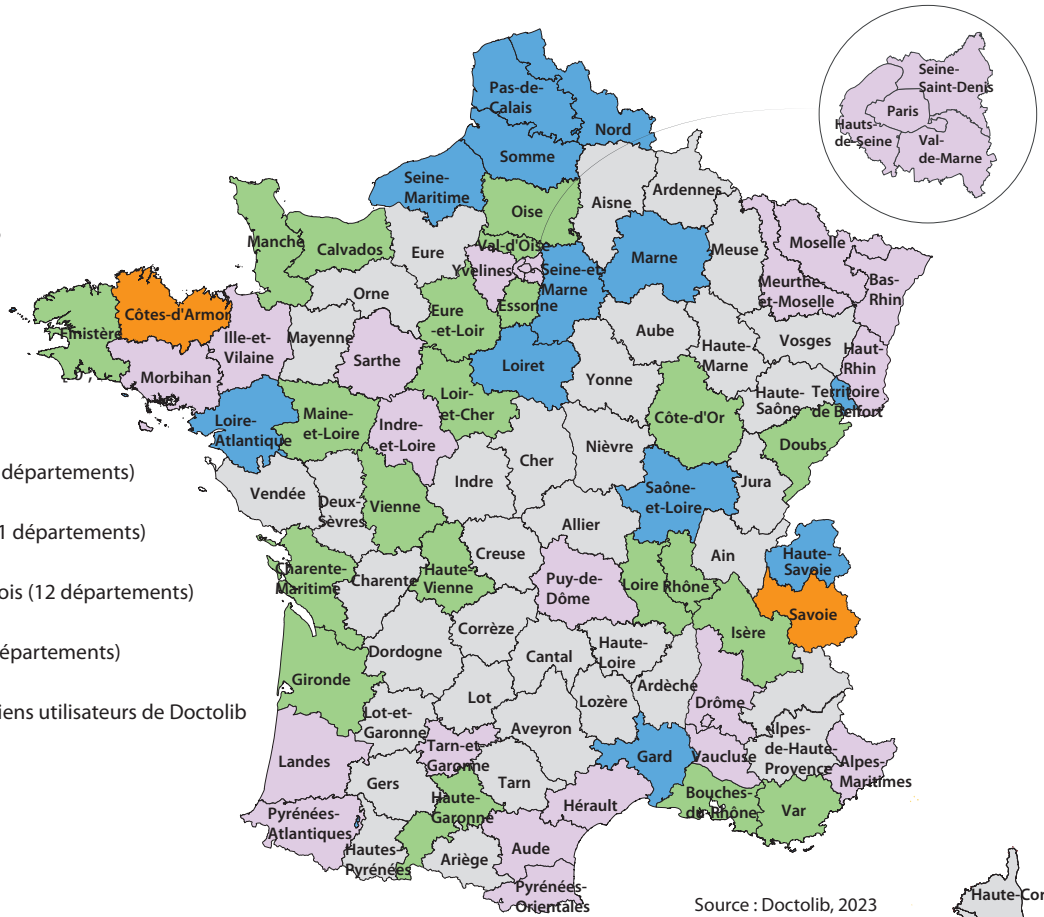 Seine-
Saint-Denis
Paris
Hauts-
de-Seine
Val-
de-Marne
Pas-de-
Calais
Nord
Somme
Seine-
Maritime
Oise
Aisne
Ardennes
Manche
Calvados
Eure
Val-d'Oise
Yvelines
Seine-et-
Marne
Essonne
Marne
Meuse
Moselle
Meurthe-
et-Moselle
Bas-
Rhin
Orne
Côtes-d'Armor
Finistère
Ille-et-
Vilaine
Morbihan
Mayenne
Sarthe
Eure
-et-Loir
Loiret
Aube
Haute-
Marne
Vosges
Haut-
Rhin
Yonne
Haute-
Saône
Territoire
de Belfort
Loir-
et-Cher
Loire-
Atlantique
Maine-
et-Loire
Indre-
et-Loire
Côte-d'Or
Doubs
Nièvre
Cher
Indre
départements)
Vendée
Deux-
Sèvres
Vienne
Saône-
et-Loire
Jura
1 départements)
Allier
Creuse
Ain
Haute-
Savoie
Charente-
Maritime
Charente
Haute-
Vienne
Puy-de-
Dôme
Loire
Rhône
ois (12 départements)
Savoie
Isère
Corrèze
Dordogne
Cantal
Haute-
Loire
épartements)
Gironde
Lot
Lozère
Ardèche
Drôme
iens utilisateurs de Doctolib
Lot-et-
Garonne
Aveyron
Tarn-et-
Garonne
Gard
Vaucluse
Alpes-
de-Haute-
Provence
Alpes-
Maritimes
Landes
Gers
Tarn
Haute-
Garonne
Hérault
Bouches-
du-Rhône
Var
Pyrénées-
Atlantiques
Hautes-
Pyrénées
Ariège
Aude
Pyrénées-
Orientales
Source : Doctolib, 2023
Haute-Cor